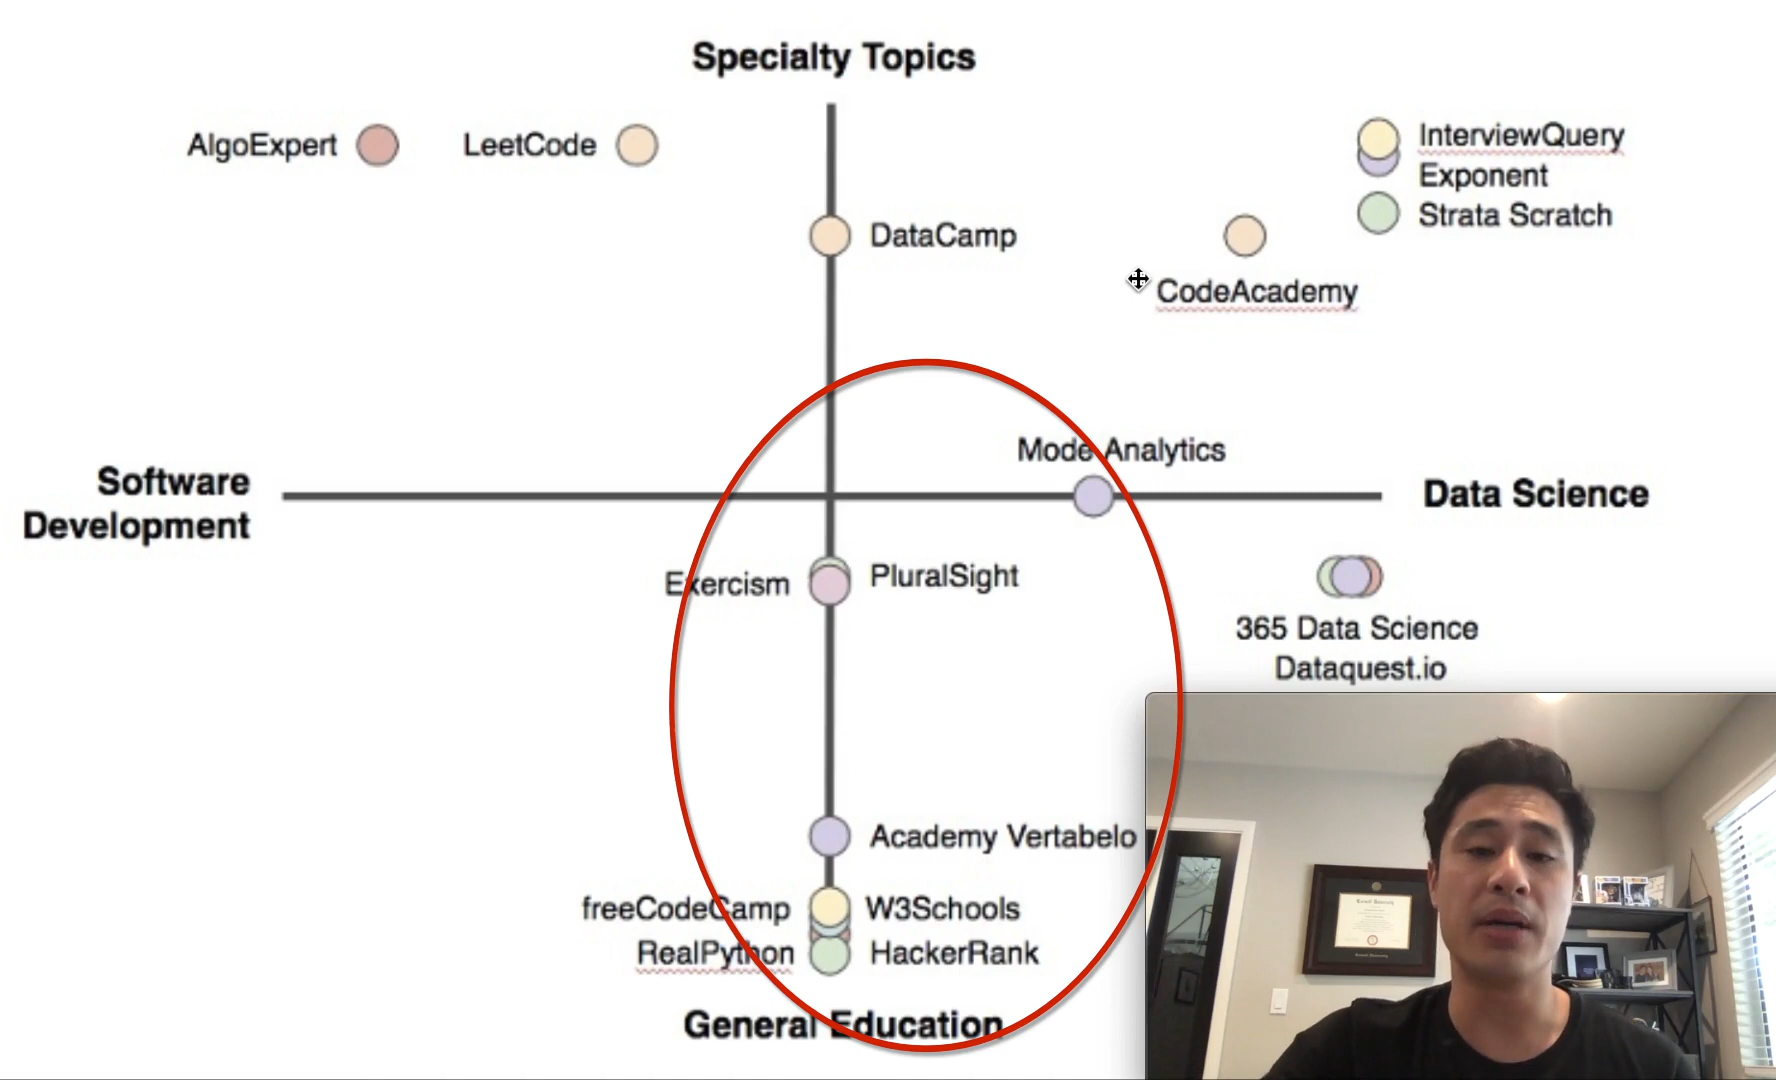 Specialty Topics
AlgoExpert
LeetCode
InterviewQuery
Exponent
Strata Scratch
DataCamp
CodeAcademy
Mode Analytics
Software
Development
Data Science
Exercism
PluralSight
365 Data Science
Dataquest.io
Academy Vertabelo
freeCodeCamp
W3Schools
RealPython
HackerRank
General Education